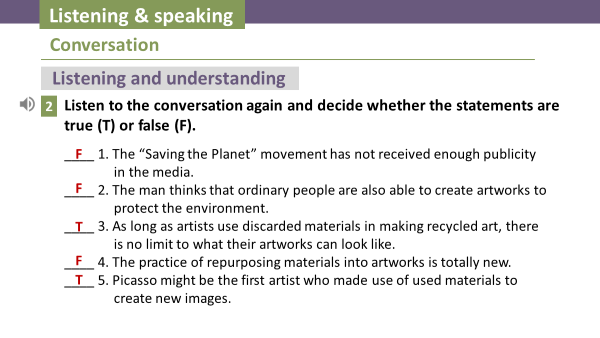 Listening & speaking
Conversation
Listening and understanding
2 Listen to the conversation again and decide whether the statements are
true (T) or false (F).
F 1. The “Saving the Planet” movement has not received enough publicity
in the media.
F 2. The man thinks that ordinary people are also able to create artworks to
protect the environment.
T 3. As long as artists use discarded materials in making recycled art, there
is no limit to what their artworks can look like.
F 4. The practice of repurposing materials into artworks is totally new.
T 5. Picasso might be the first artist who made use of used materials to
create new images.